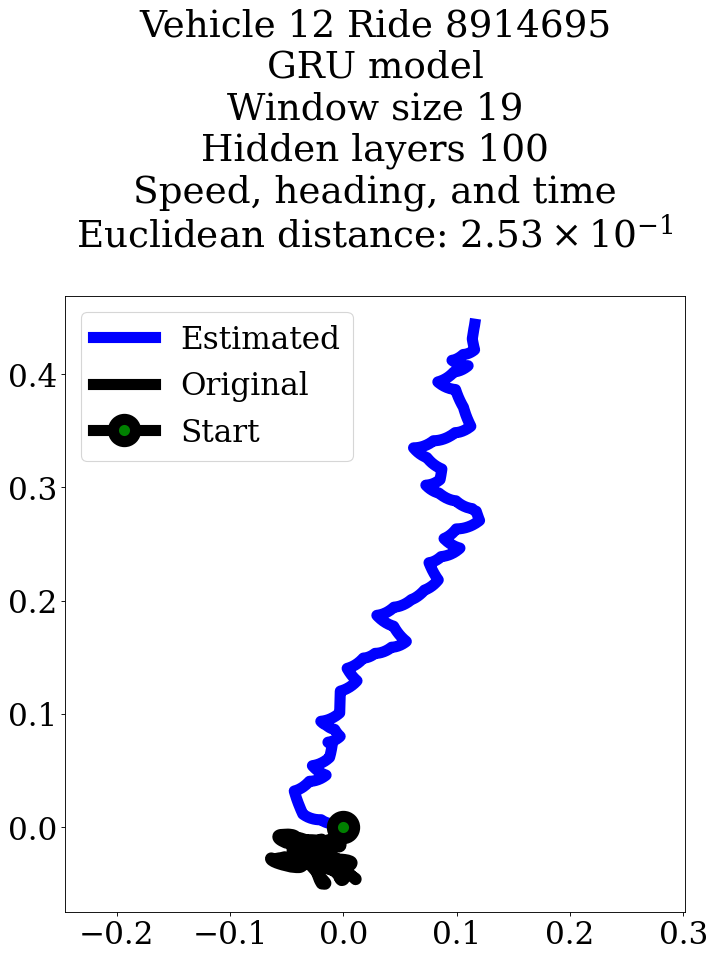 Vehicle 12 Ride 8914695
GRU model
Window size 19
Hidden layers 100
Speed, heading, and time
Euclidean distance: 2.53 × 10⁻¹
Estimated
Original
Start
0.4
0.3
0.2
0.1
0.0
−0.2 −0.1 0.0 0.1 0.2 0.3